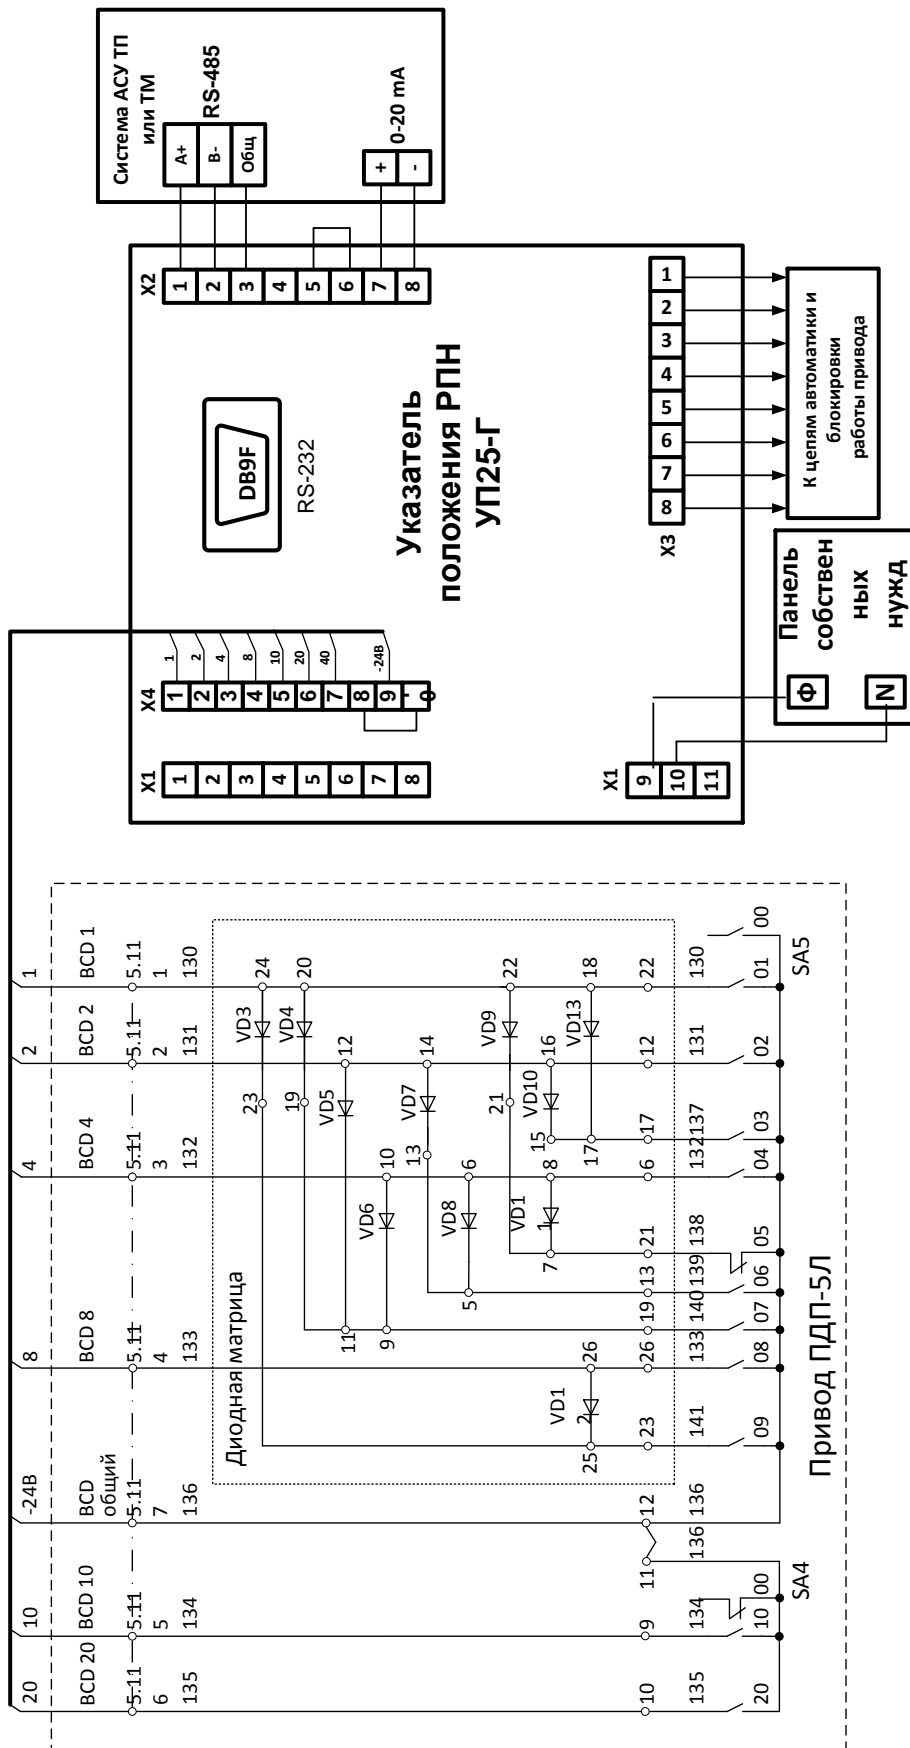 Система АСУ ТП
или ТМ
RS-485
A+
B-
Общ
0-20 mA
+
-
X2
1
2
3
4
5
6
7
8
DB9F
RS-232
Указатель
положения РПН
УП25-Г
1
2
3
4
5
6
7
8
X3
К цепям автоматики и
блокировки
работы привода
Панель
собствен
ных
нужд
Ф
N
1
2
4
8
10
20
40
-24В
X4
1
2
3
4
5
6
7
8
9
X1
1
2
3
4
5
6
7
8
X1
9
10
11
1
2
4
8
-24В
10
20
BCD 1
BCD 2
BCD 4
BCD 8
BCD
общий
BCD 10
BCD 20
5.11
5.11
5.11
5.11
5.11
5.11
5.11
1
2
3
4
7
5
6
130
131
132
133
136
134
135
Диодная матрица
24
VD3
23
20
VD4
19
12
VD5
11
10
VD6
9
14
VD7
13
6
VD8
5
22
VD9
21
16
VD10
15
8
VD1
1
7
26
VD1
2
25
18
VD13
17
22
12
17
6
21
13
19
26
23
12
11
9
10
130
131
137
132
138
139
140
133
141
136
136
134
135
00
01
02
03
04
05
06
07
08
09
SA5
00
10
20
SA4
Привод ПДП-5Л